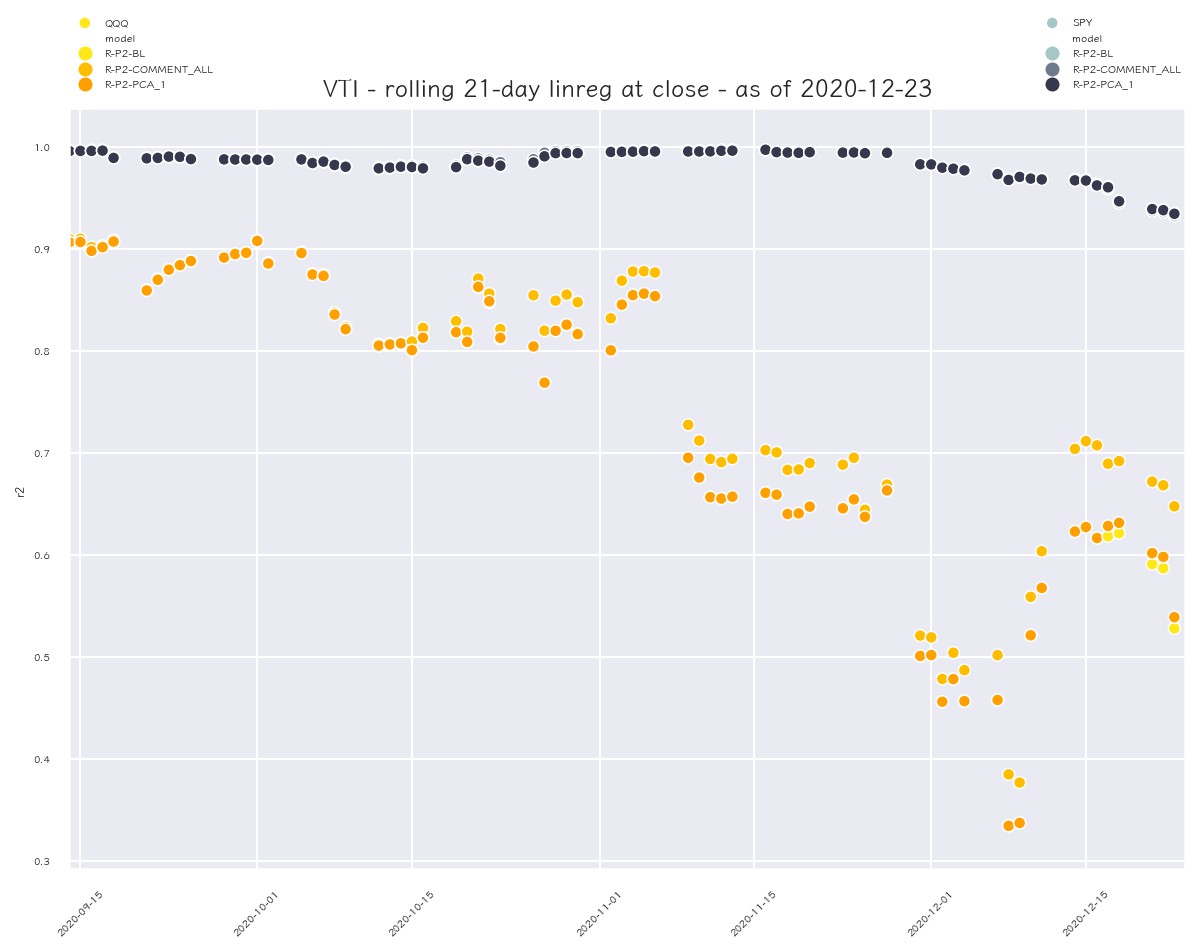 QQQ
model
R-P2-BL
R-P2-COMMENT_ALL
R-P2-PCA_1
SPY
model
R-P2-BL
R-P2-COMMENT_ALL
R-P2-PCA_1
VTI - rolling 21-day linreg at close - as of 2020-12-23
1.0
0.9
0.8
0.7
0.6
0.5
0.4
0.3
r2
2020-09-15
2020-10-01
2020-10-15
2020-11-01
2020-11-15
2020-12-01
2020-12-15